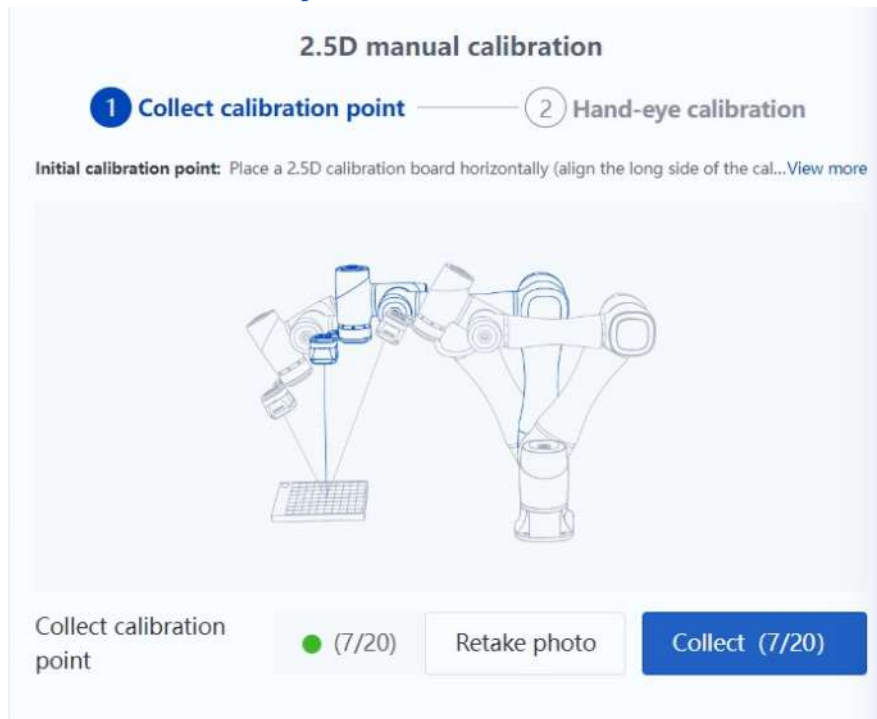 2.5D manual calibration
1 Collect calibration point 2 Hand-eye calibration
Initial calibration point: Place a 2.5D calibration board horizontally (align the long side of the cal...View more
Collect calibration
point
(7/20)
Retake photo
Collect (7/20)